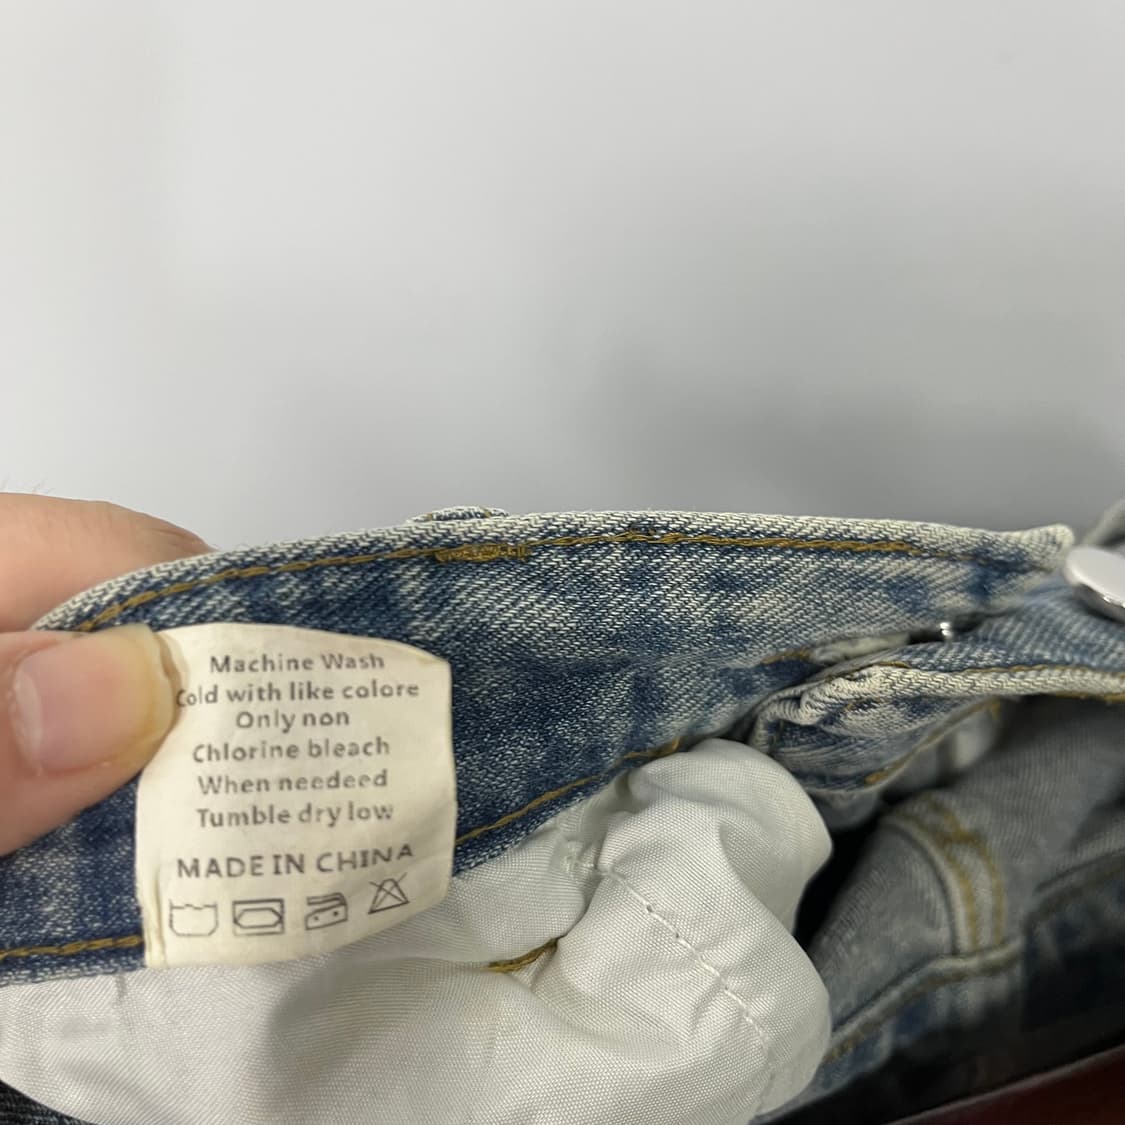 Machine Wash
Cold with like colore
Only non
Chlorine bleach
When needeed
Tumble dry low
MADE IN CHINA